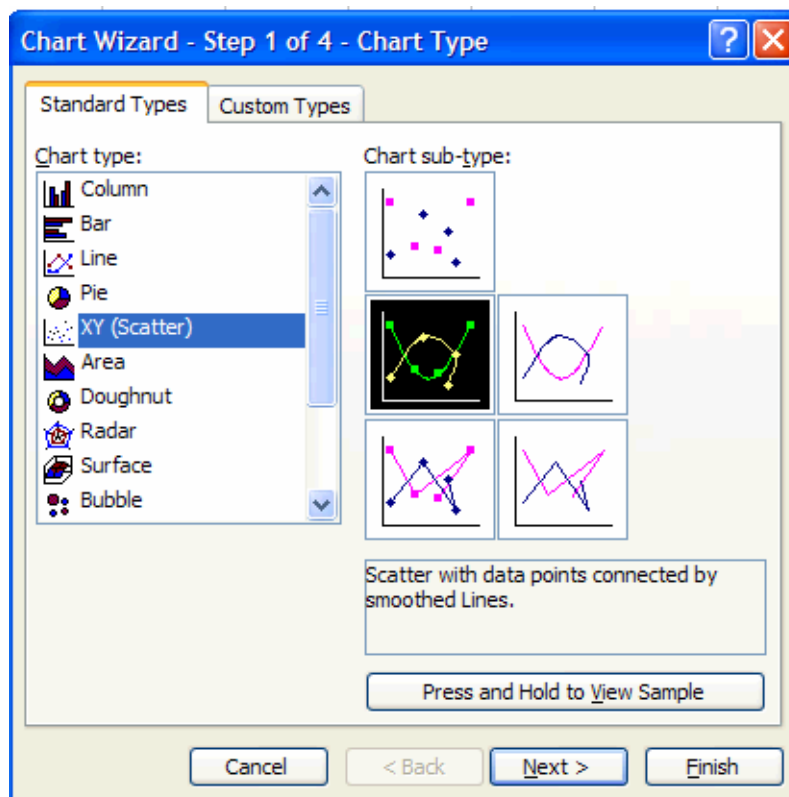 Chart Wizard - Step 1 of 4 - Chart Type
Standard Types
Custom Types
Chart type:
Column
Bar
Line
Pie
XY (Scatter)
Area
Doughnut
Radar
Surface
Bubble
Chart sub-type:
Scatter with data points connected by
smoothed Lines.
Press and Hold to View Sample
Cancel
< Back
Next >
Finish